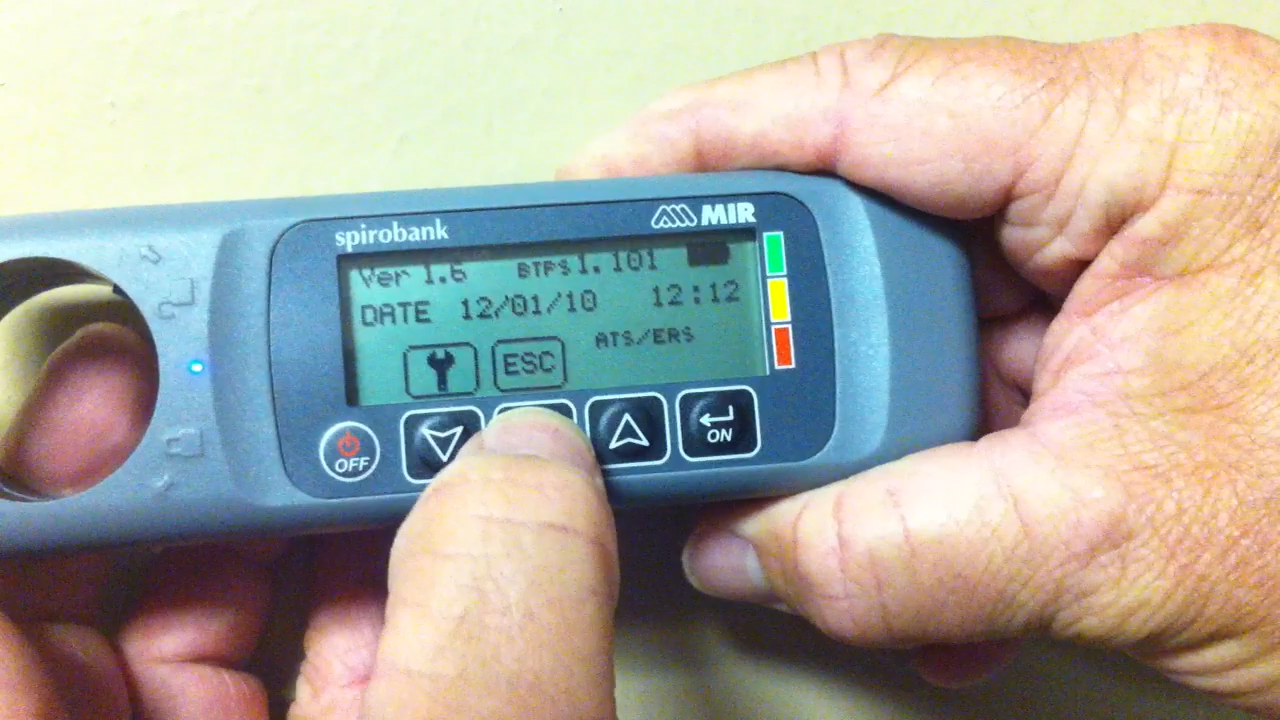 spirobank
MIR
Ver 1.6 BTPS 1.101
DATE 12/01/10 12:12
ATS/ERS
ESC
OFF
ON